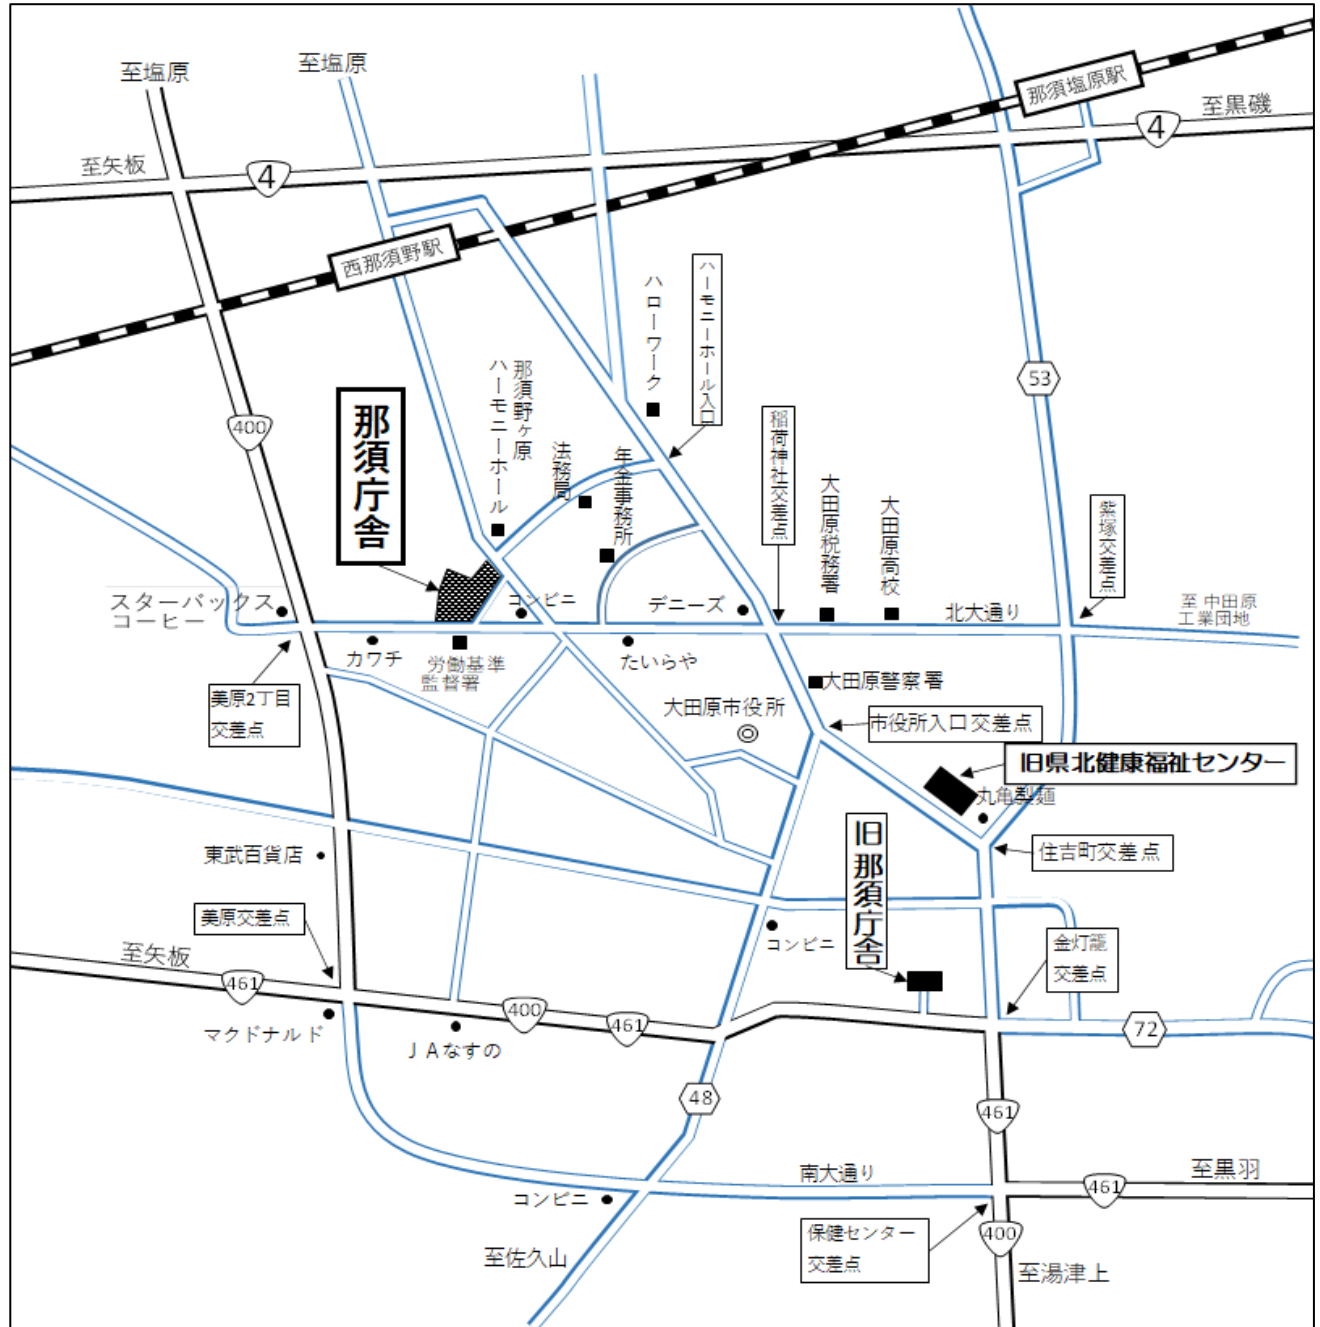 至塩原
至塩原
那須塩原駅
至黒磯
4
至矢板
4
西那須野駅
ハローワーク
ハーモニーホール入口
那須野ヶ原
ハーモニーホール
53
400
那須庁舎
法務局
年金事務所
稲荷神社交差点
大田原税務署
大田原高校
紫塚交差点
スターバックス
コーヒー
コンビニ
デニーズ
北大通り
至 中田原
工業団地
カワチ
労働基準
監督署
たいらや
大田原警察署
美原2丁目
交差点
大田原市役所
市役所入口交差点
旧県北健康福祉センター
丸亀製麺
旧那須庁舎
住吉町交差点
東武百貨店
美原交差点
コンビニ
金灯籠
交差点
至矢板
461
400
461
72
マクドナルド
ＪＡなすの
48
461
南大通り
至黒羽
461
コンビニ
保健センター
交差点
400
至佐久山
至湯津上